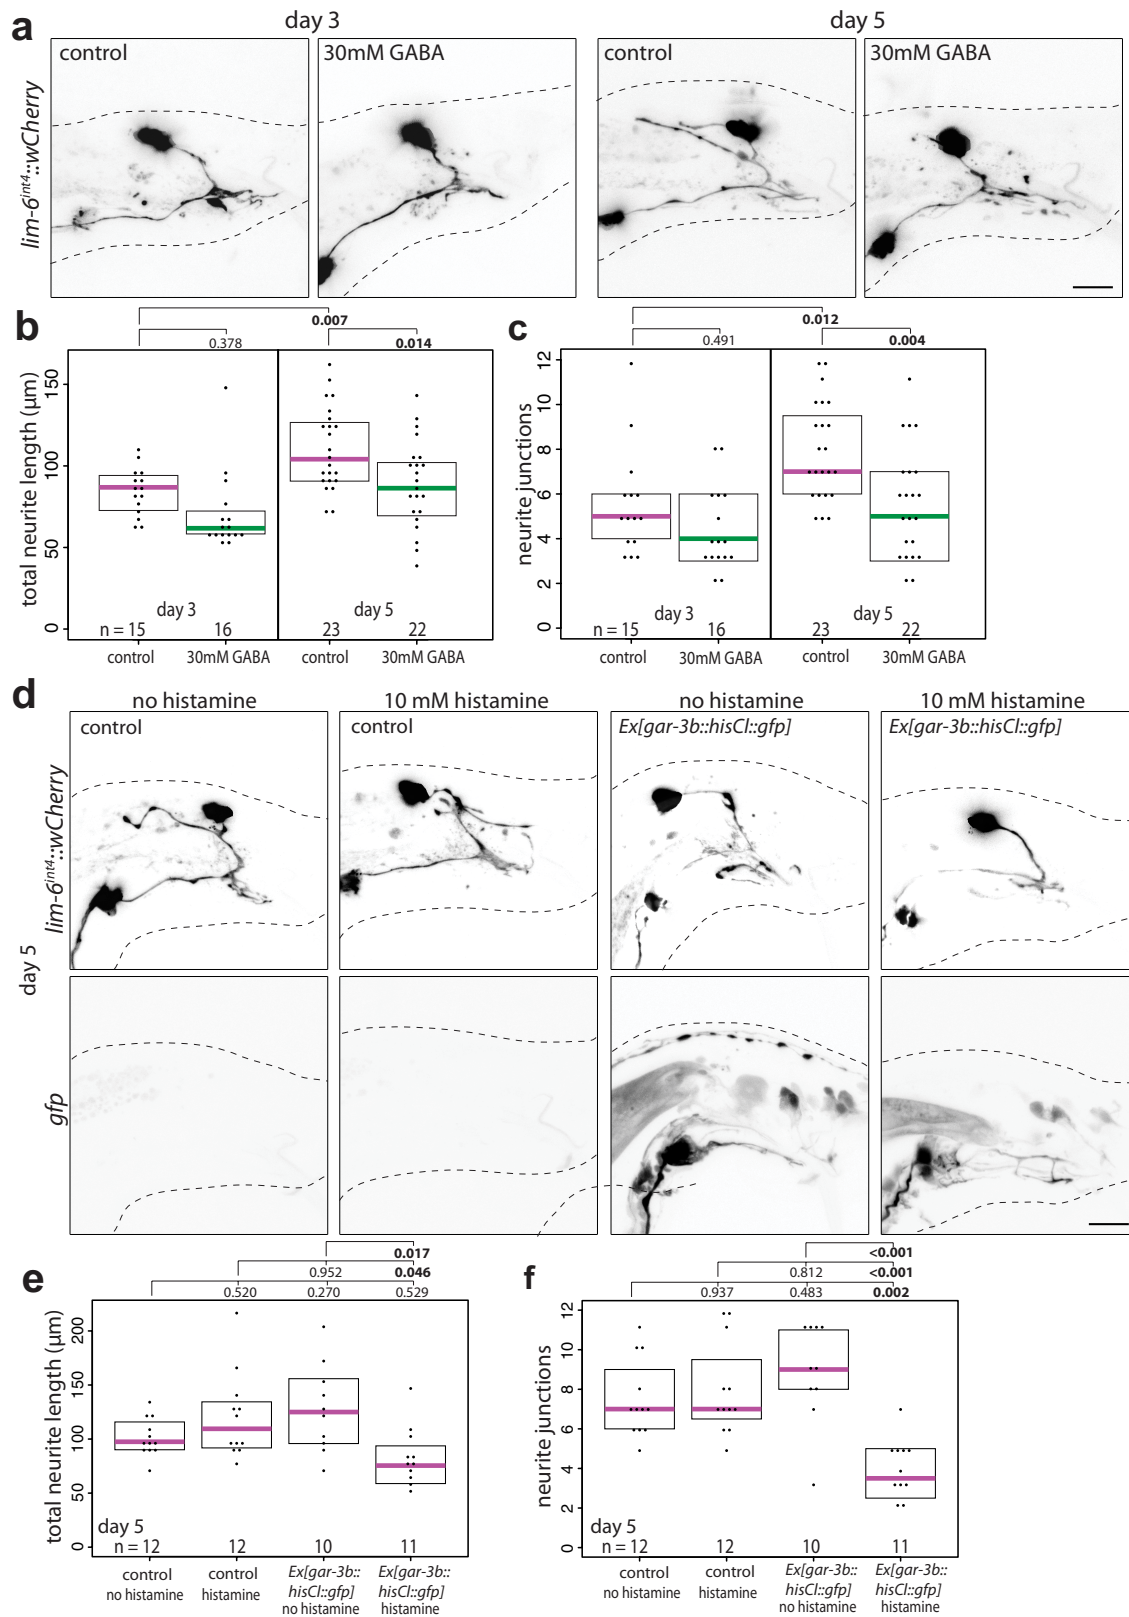 a
day 3
day 5
control
30mM GABA
control
30mM GABA
lim-6int4::wCherry
b
0.007
0.378
0.014
total neurite length (µm)
150
100
50
0
day 3
day 5
n = 15
16
23
22
control
30mM GABA
control
30mM GABA
c
0.012
0.491
0.004
neurite junctions
12
10
8
6
4
2
0
day 3
day 5
n = 15
16
23
22
control
30mM GABA
control
30mM GABA
d
no histamine
10 mM histamine
no histamine
10 mM histamine
control
control
Ex[gar-3b::hisCl::gfp]
Ex[gar-3b::hisCl::gfp]
day 5
lim-6int4::wCherry
gfp
e
0.017
0.952
0.046
0.520
0.270
0.529
total neurite length (µm)
200
150
100
50
0
day 5
n = 12
12
10
11
control
no histamine
control
histamine
Ex[gar-3b::
hisCl::gfp]
no histamine
Ex[gar-3b::
hisCl::gfp]
histamine
f
<0.001
0.812
<0.001
0.937
0.483
0.002
neurite junctions
12
10
8
6
4
2
0
day 5
n = 12
12
10
11
control
no histamine
control
histamine
Ex[gar-3b::
hisCl::gfp]
no histamine
Ex[gar-3b::
hisCl::gfp]
histamine